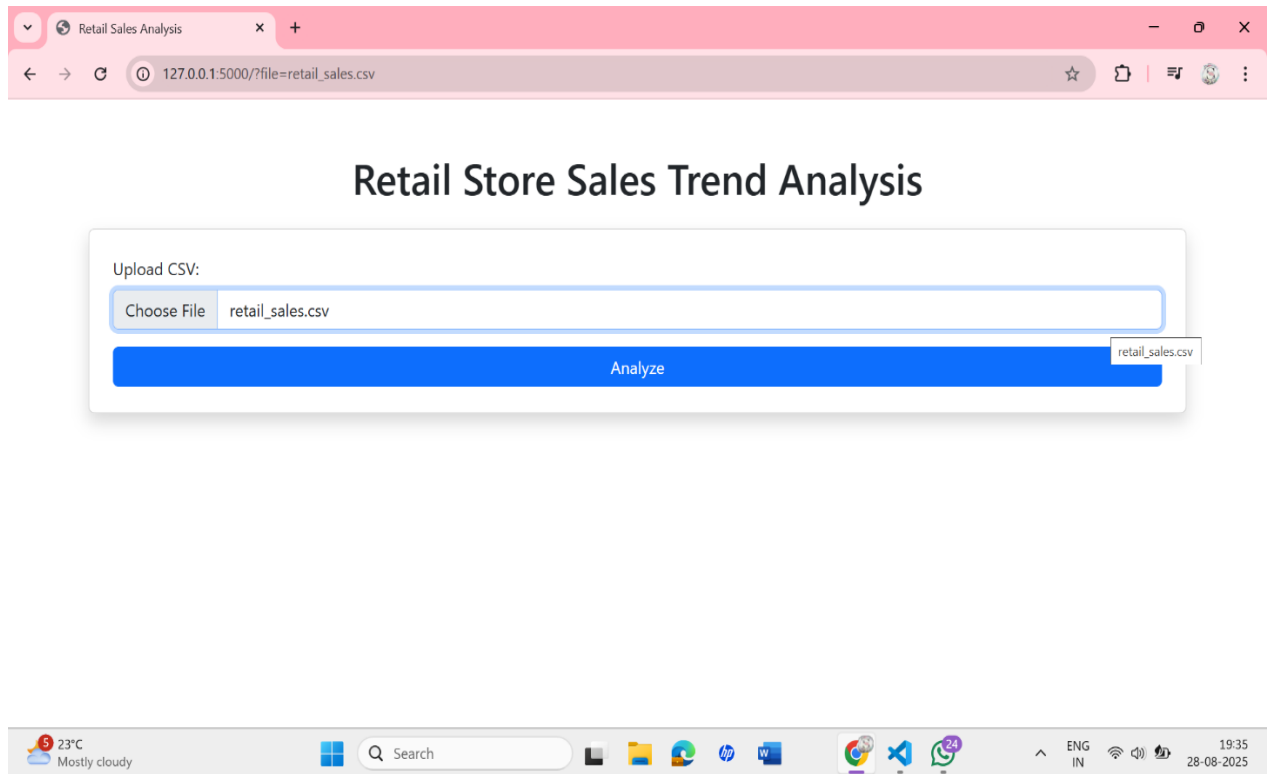 Retail Sales Analysis
127.0.0.1:5000/?file=retail_sales.csv
Retail Store Sales Trend Analysis
Upload CSV:
Choose File retail_sales.csv
retail_sales.csv
Analyze
5 23°C
Mostly cloudy
Search
hp
W
24
ENG
IN
19:35
28-08-2025